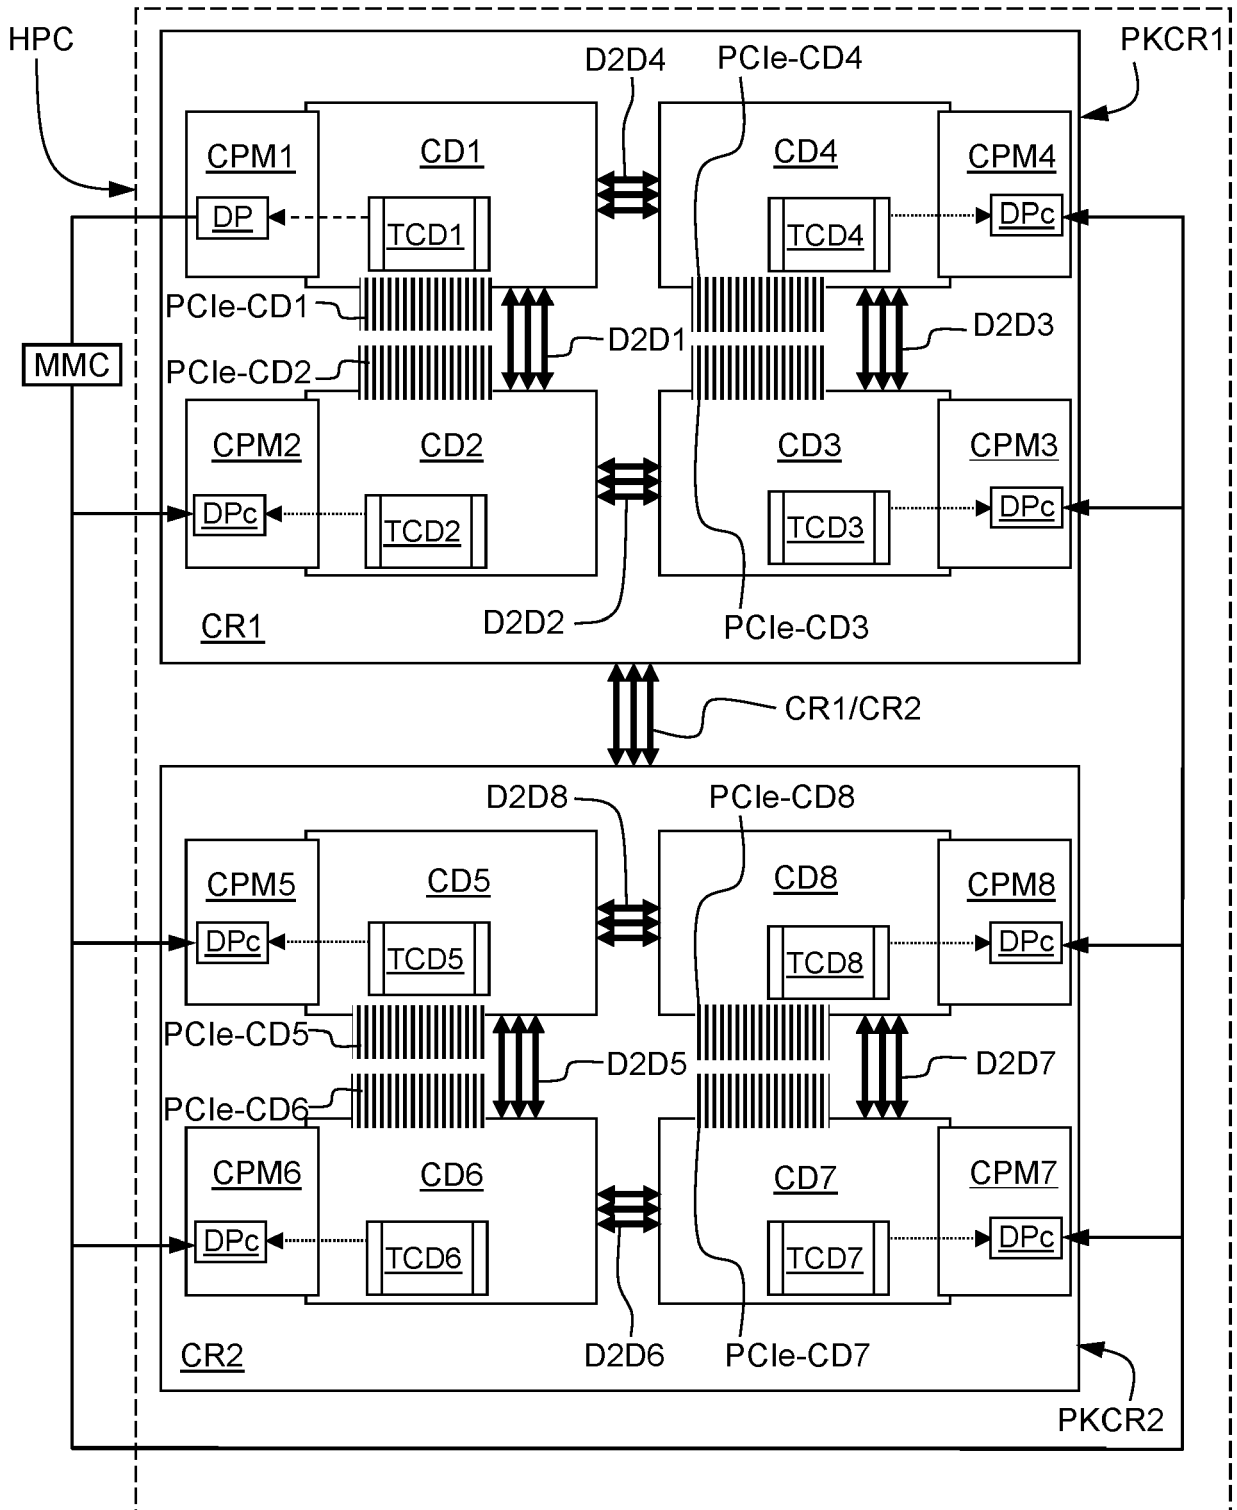 HPC
D2D4
PCIe-CD4
PKCR1
CPM1
CD1
CD4
CPM4
DP
TCD1
TCD4
DPc
PCIe-CD1
D2D1
D2D3
MMC
PCIe-CD2
CPM2
CD2
CD3
CPM3
DPc
TCD2
TCD3
DPc
CR1
D2D2
PCIe-CD3
CR1/CR2
D2D8
PCIe-CD8
CPM5
CD5
CD8
CPM8
DPc
TCD5
TCD8
DPc
PCIe-CD5
D2D5
D2D7
PCIe-CD6
CPM6
CD6
CD7
CPM7
DPc
TCD6
TCD7
DPc
CR2
D2D6
PCIe-CD7
PKCR2